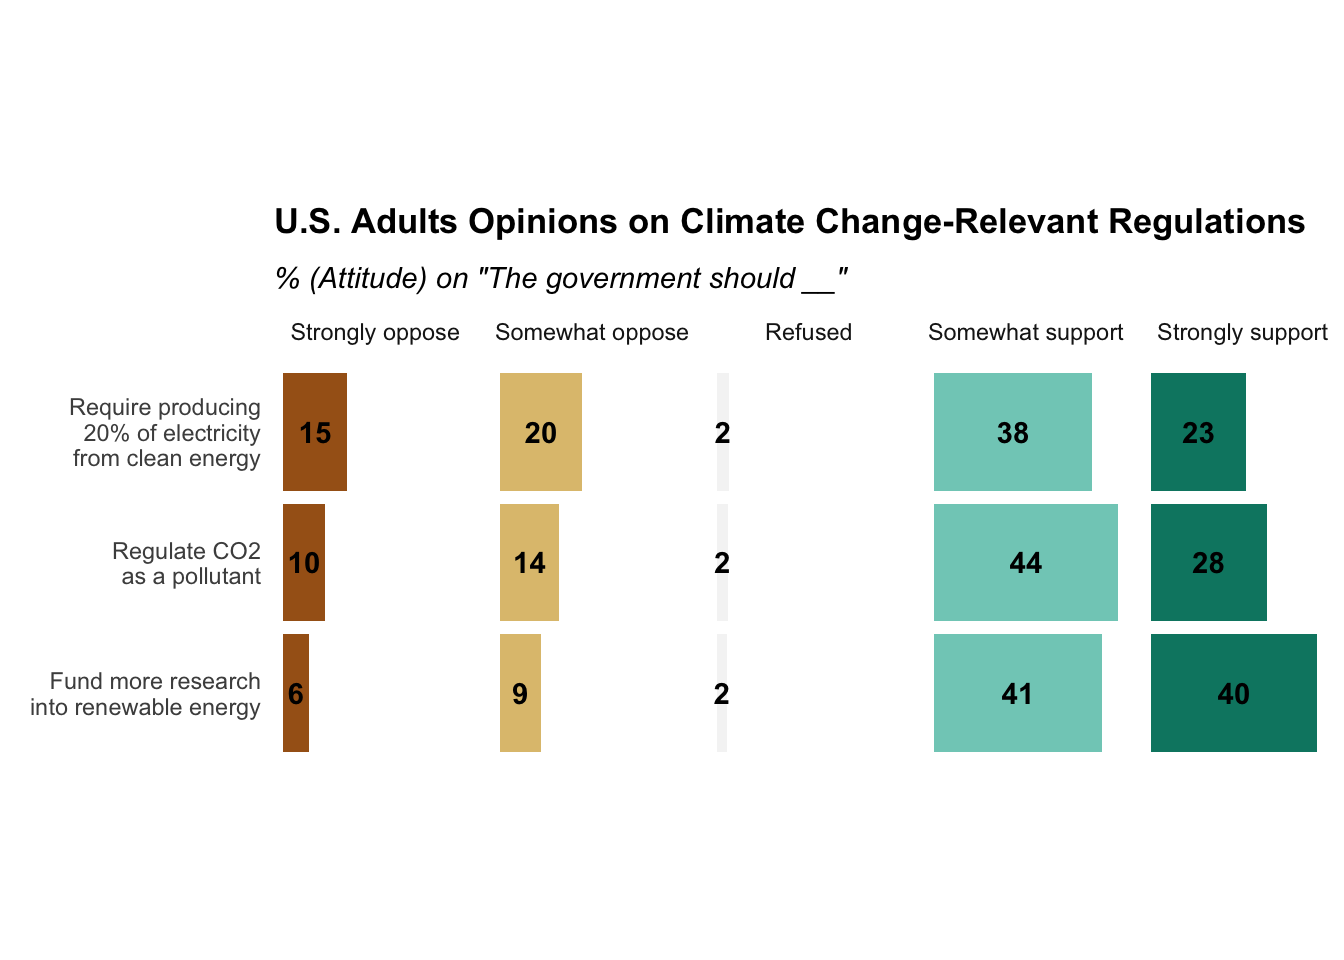 U.S. Adults Opinions on Climate Change-Relevant Regulations
% (Attitude) on "The government should __"
Strongly oppose Somewhat oppose Refused Somewhat support Strongly support
Require producing
20% of electricity
from clean energy
15 20 2 38 23
Regulate CO2
as a pollutant
10 14 2 44 28
Fund more research
into renewable energy
6 9 2 41 40